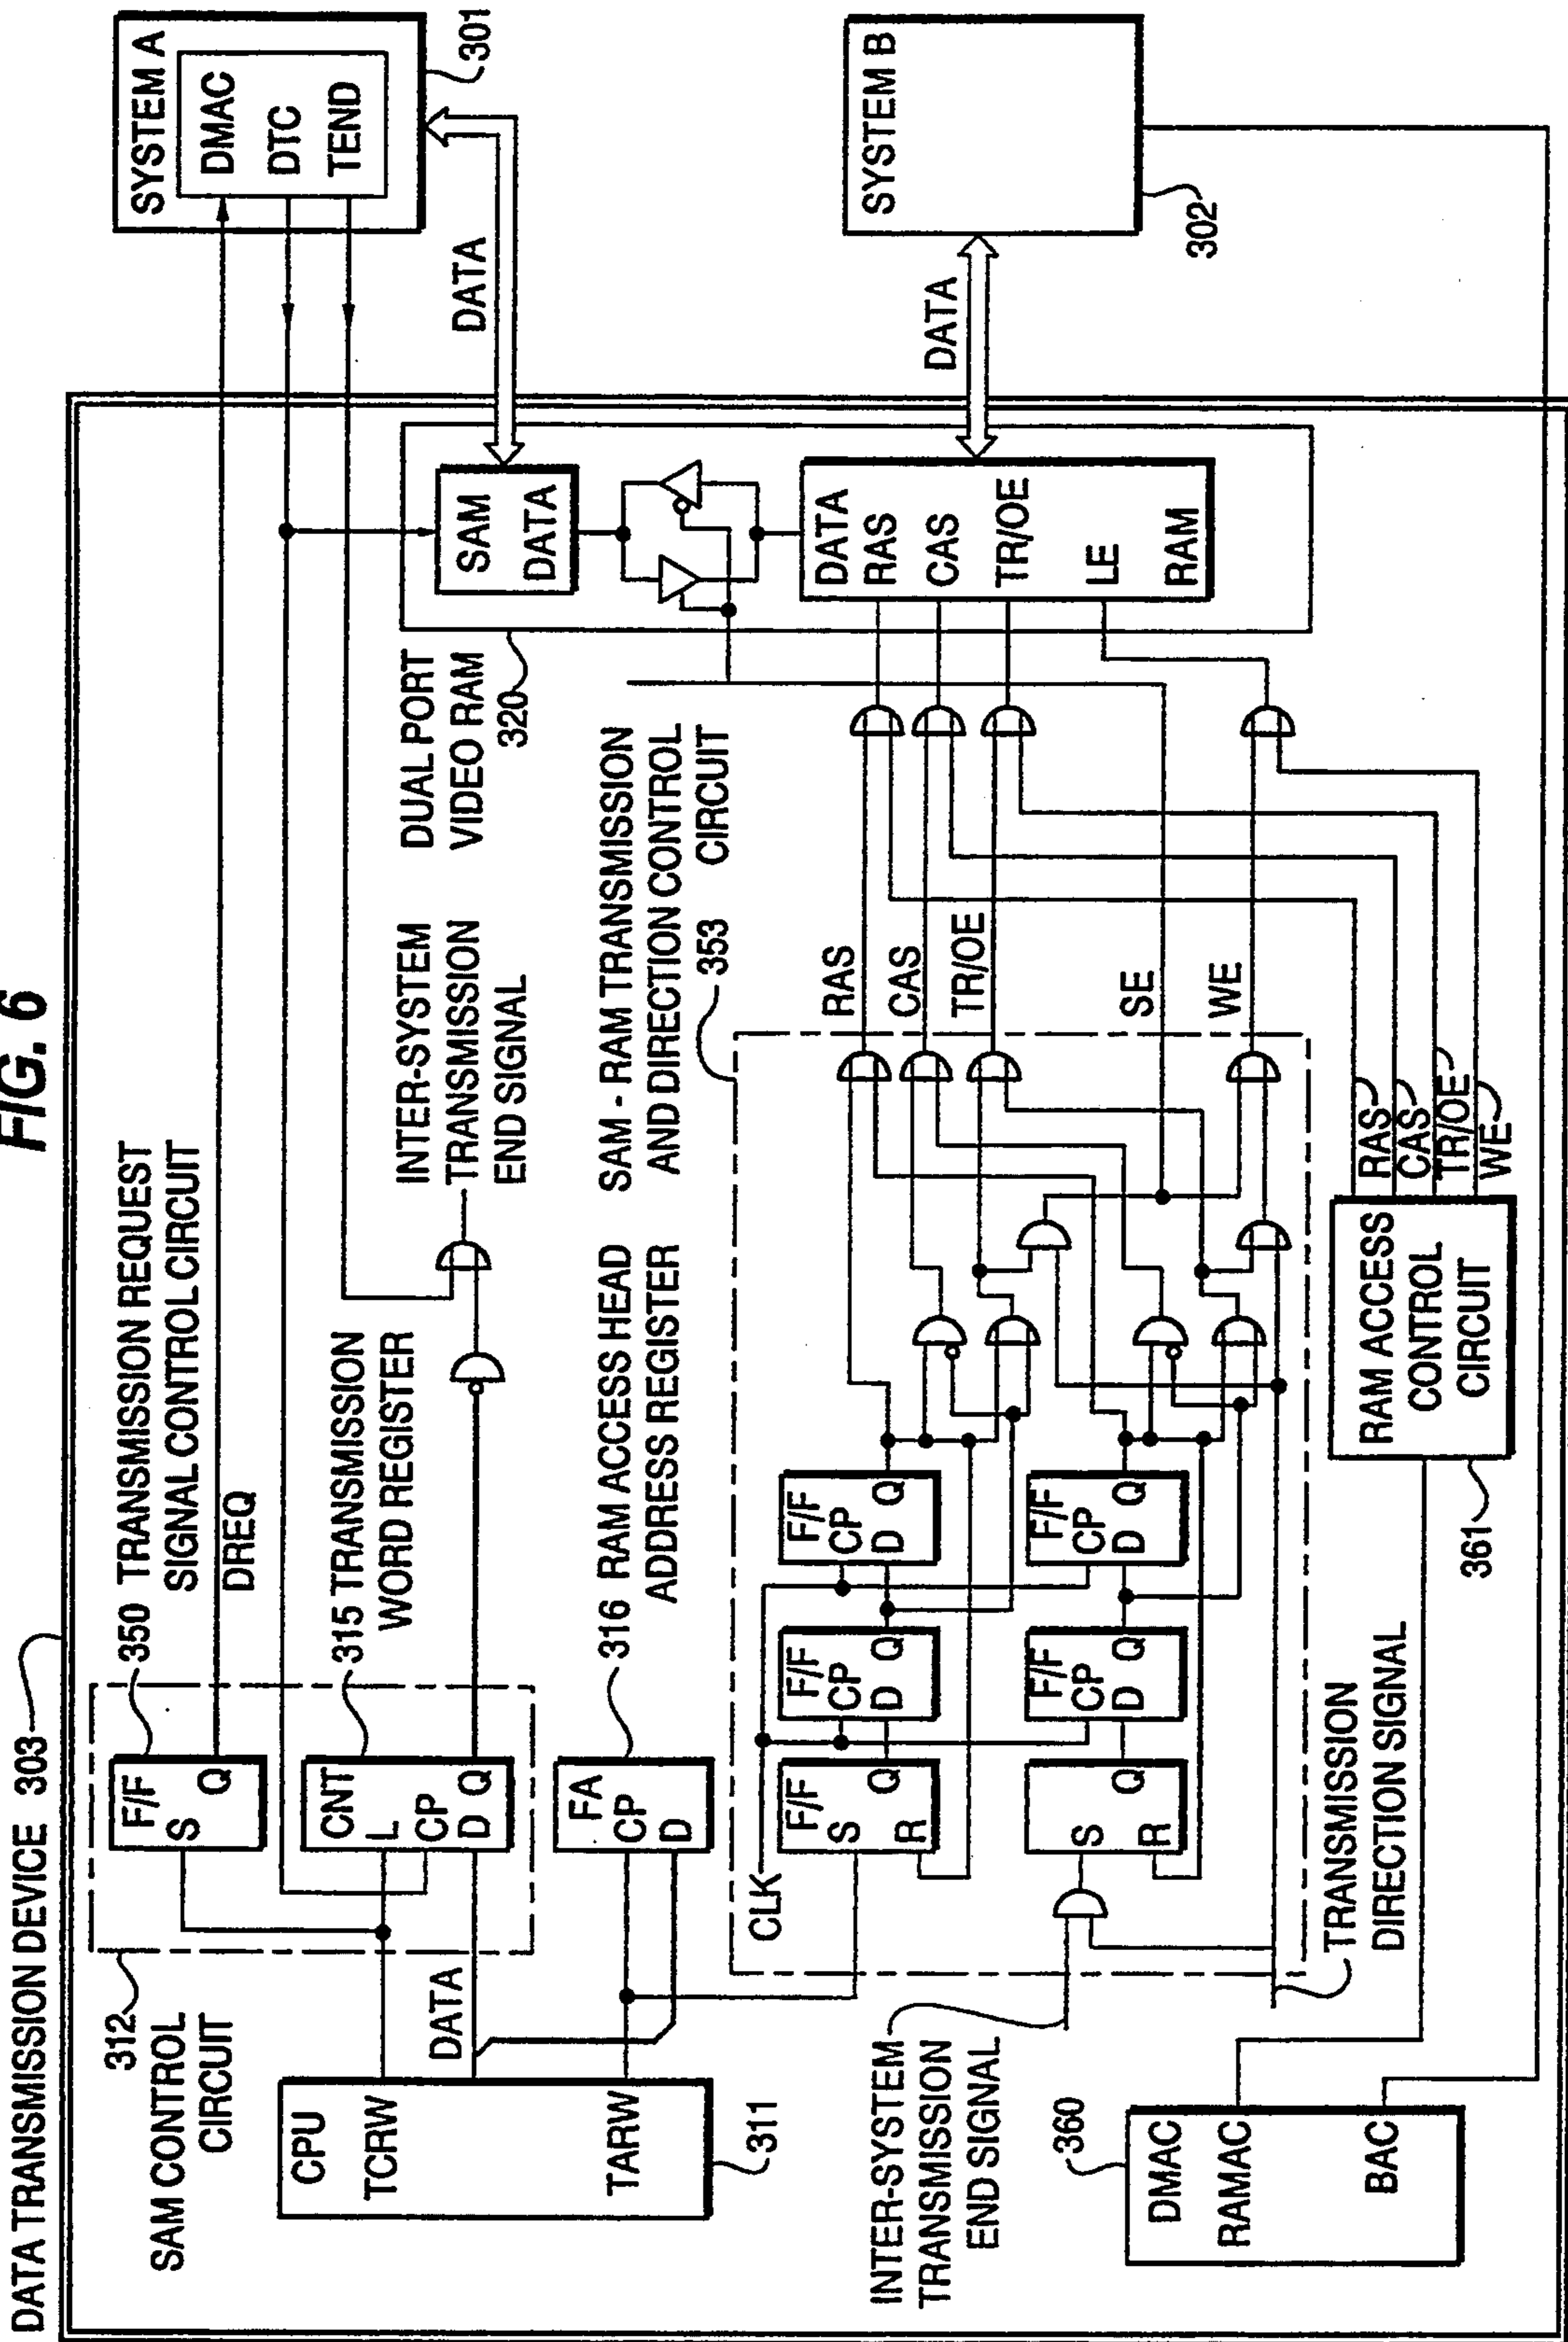 FIG. 6
DATA TRANSMISSION DEVICE 303
350 TRANSMISSION REQUEST
SIGNAL CONTROL CIRCUIT
SYSTEM A
DMAC
DTC
TEND
301
312
SAM CONTROL
CIRCUIT
F/F
S
Q
DREQ
CNT
L
CP
D
Q
315 TRANSMISSION
WORD REGISTER
INTER-SYSTEM
TRANSMISSION
END SIGNAL
DUAL PORT
VIDEO RAM
320
SAM
DATA
DATA
CPU
TCRW
DATA
TARW
311
FA
CP
D
316 RAM ACCESS HEAD
ADDRESS REGISTER
SAM - RAM TRANSMISSION
AND DIRECTION CONTROL
353 CIRCUIT
DATA
RAS
CAS
TR/OE
LE
RAM
DATA
SYSTEM B
302
CLK
F/F
S
Q
R
F/F
CP
D
Q
F/F
CP
D
Q
S
Q
R
F/F
CP
D
Q
F/F
CP
D
Q
RAS
CAS
TR/OE
SE
WE
INTER-SYSTEM
TRANSMISSION
END SIGNAL
TRANSMISSION
DIRECTION SIGNAL
360
DMAC
RAMAC
BAC
361
RAM ACCESS
CONTROL
CIRCUIT
RAS
CAS
TR/OE
WE